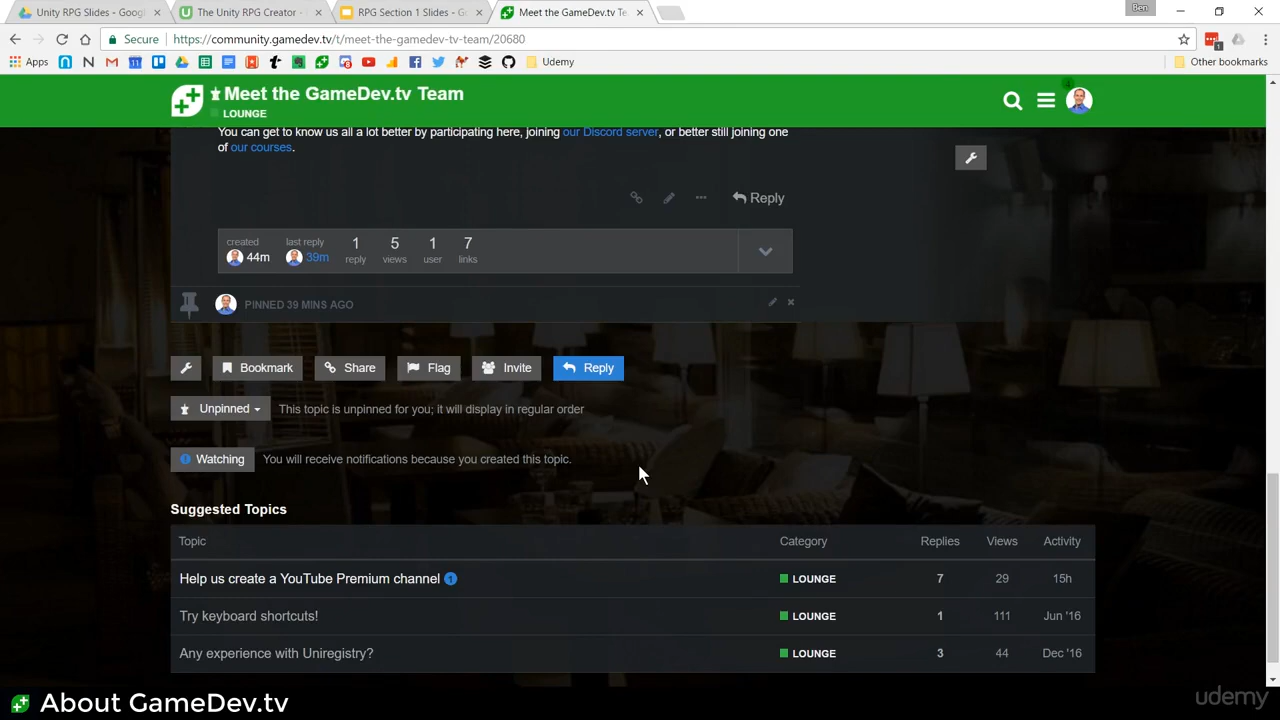 Unity RPG Slides - Googl
The Unity RPG Creator -
RPG Section 1 Slides - Go
Meet the GameDev.tv Te
Ben
Secure
https://community.gamedev.tv/t/meet-the-gamedev-tv-team/20680
Apps
Udemy
Other bookmarks
Meet the GameDev.tv Team
LOUNGE
You can get to know us all a lot better by participating here, joining our Discord server, or better still joining one
of our courses.
Reply
created last reply 1 5 1 7
44m 39m reply views user links
PINNED 39 MINS AGO
Bookmark Share Flag Invite Reply
Unpinned This topic is unpinned for you; it will display in regular order
Watching You will receive notifications because you created this topic.
Suggested Topics
Topic Category Replies Views Activity
Help us create a YouTube Premium channel 1 LOUNGE 7 29 15h
Try keyboard shortcuts! LOUNGE 1 111 Jun '16
Any experience with Uniregistry? LOUNGE 3 44 Dec '16
About GameDev.tv
udemy